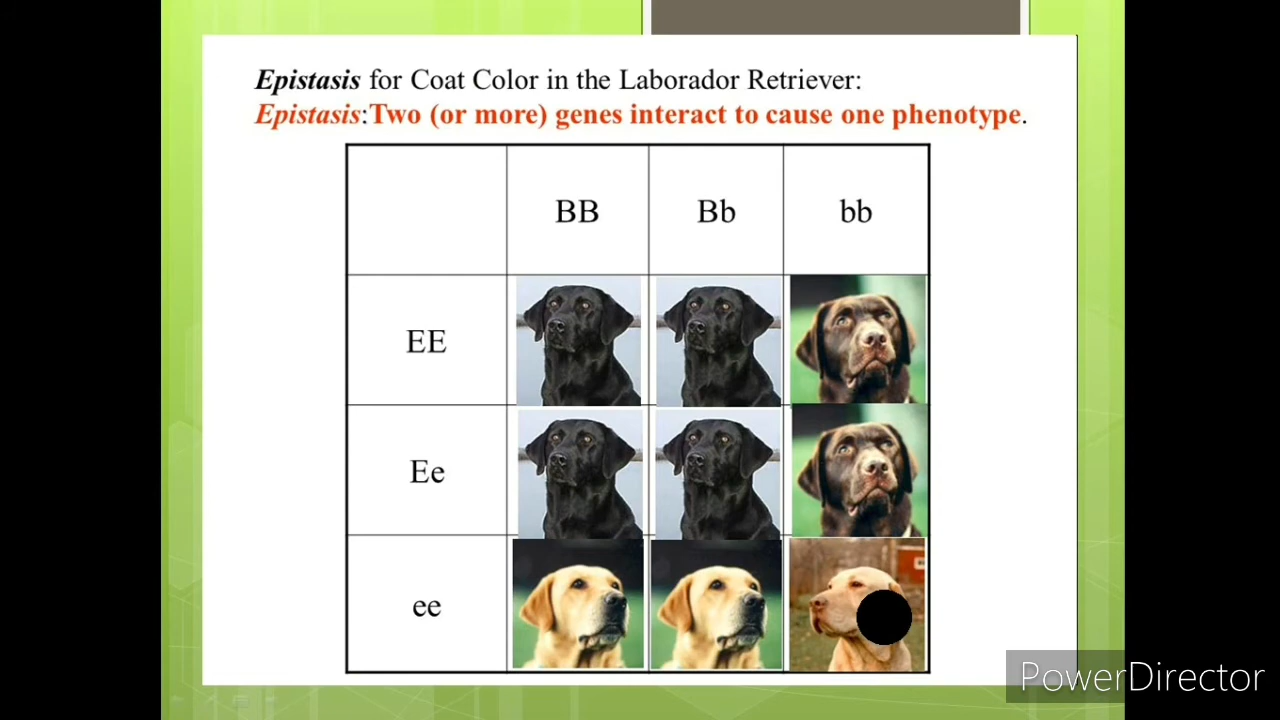 Epistasis for Coat Color in the Laborador Retriever:
Epistasis:Two (or more) genes interact to cause one phenotype.
BB Bb bb
EE
Ee
ee
PowerDirector